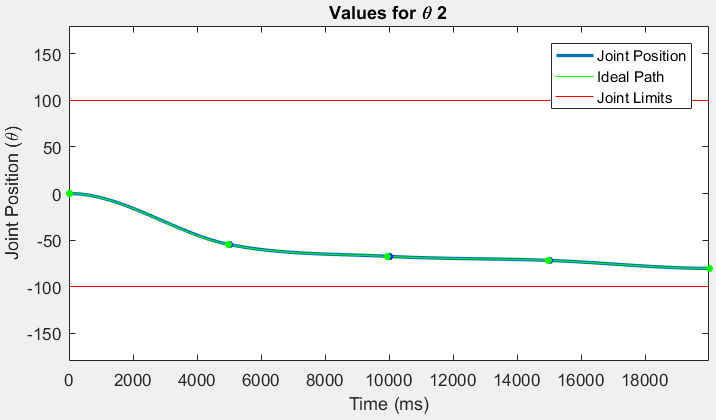 Values for θ 2
Joint Position (θ)
150
100
50
0
-50
-100
-150
Joint Position
Ideal Path
Joint Limits
0 2000 4000 6000 8000 10000 12000 14000 16000 18000
Time (ms)